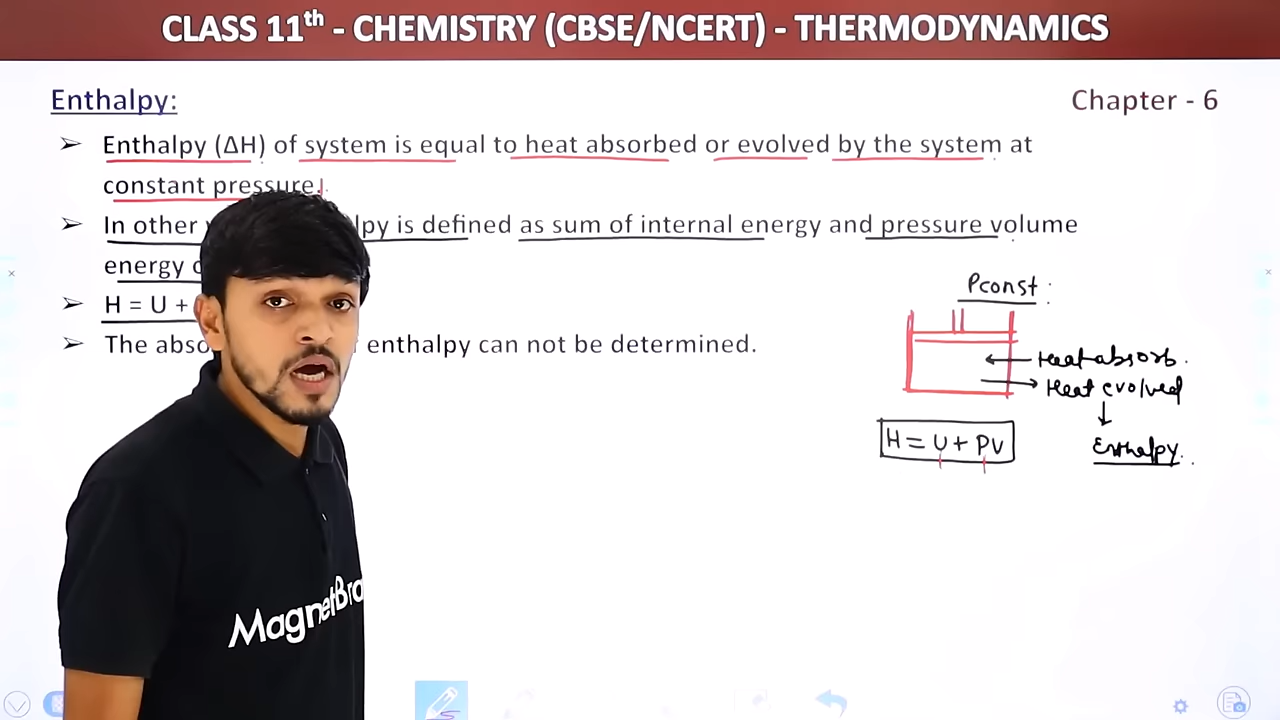 CLASS 11th - CHEMISTRY (CBSE/NCERT) - THERMODYNAMICS
Enthalpy:
Chapter - 6
➢ Enthalpy (ΔH) of system is equal to heat absorbed or evolved by the system at
constant pressure.
➢ In other lpy is defined as sum of internal energy and pressure volume
energy
➢ H = U +
➢ The enthalpy can not be determined.
Pconst :
Heat absorb.
Heat evolved
H = U + PV
Enthalpy.
MagnetBra